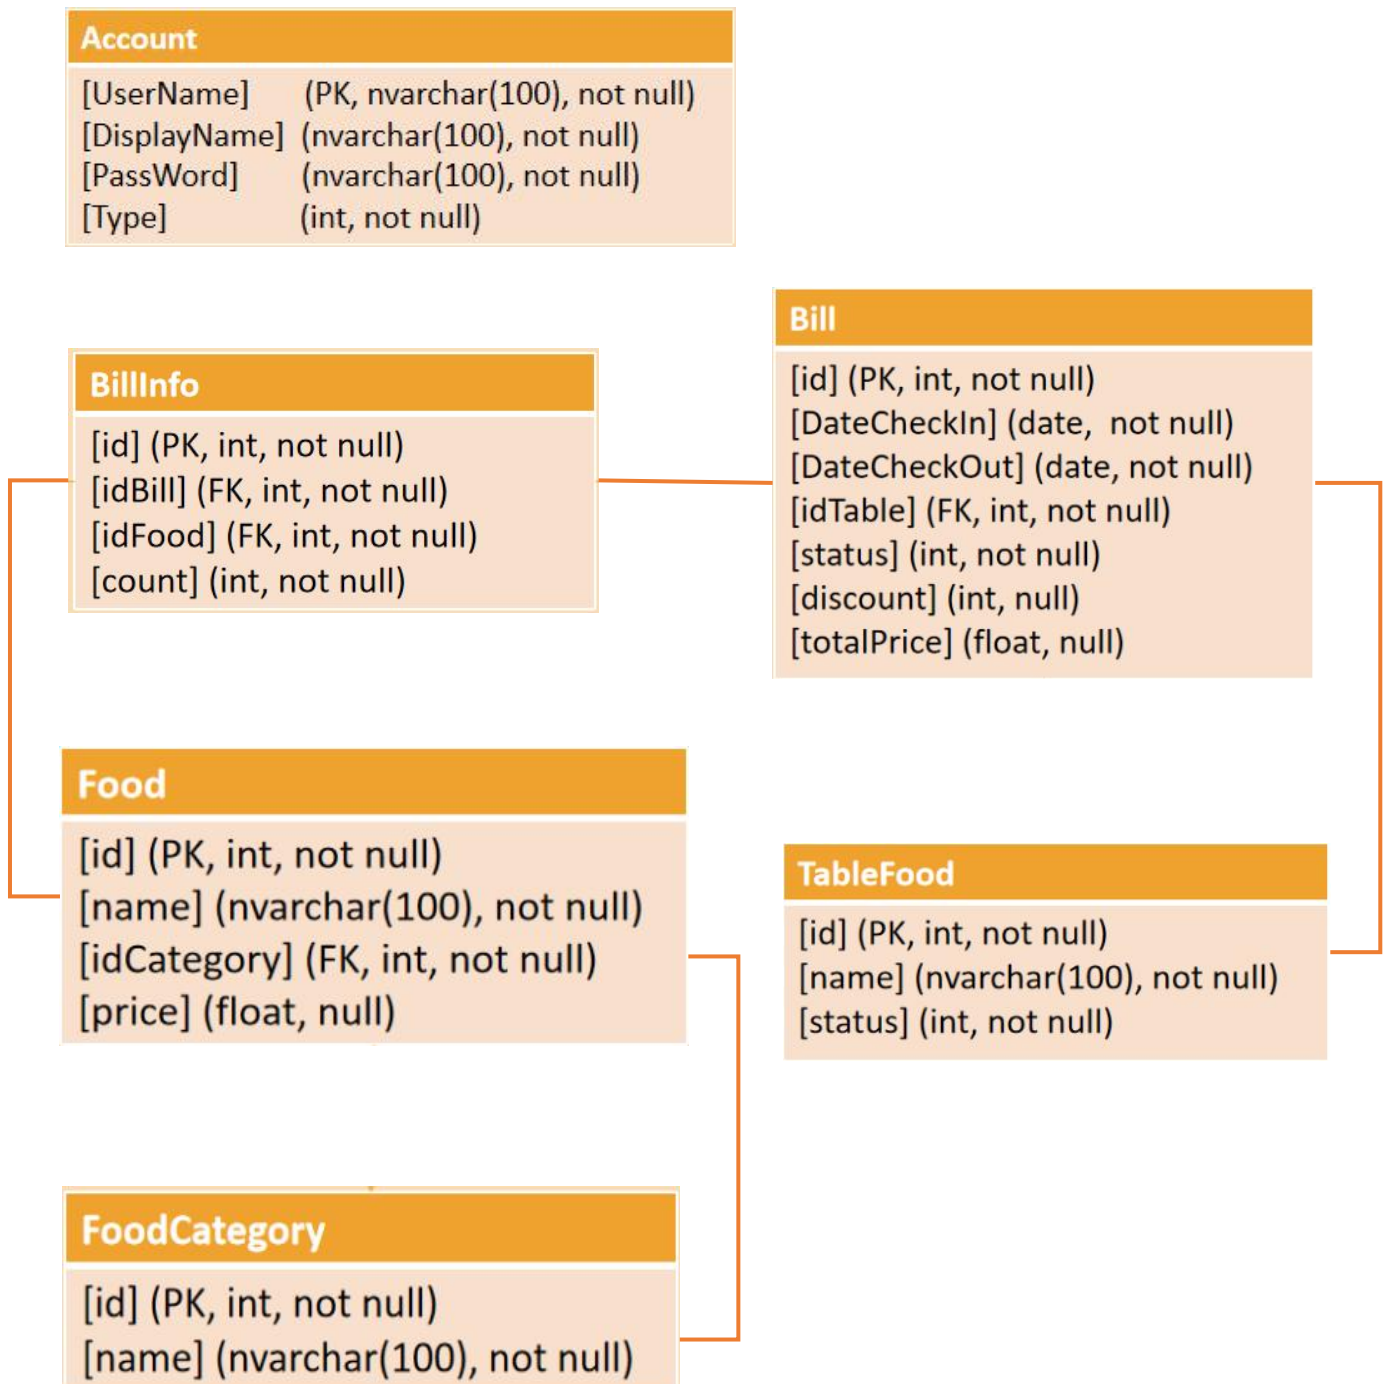 Account
[UserName] (PK, nvarchar(100), not null)
[DisplayName] (nvarchar(100), not null)
[PassWord] (nvarchar(100), not null)
[Type] (int, not null)
BillInfo
[id] (PK, int, not null)
[idBill] (FK, int, not null)
[idFood] (FK, int, not null)
[count] (int, not null)
Bill
[id] (PK, int, not null)
[DateCheckIn] (date, not null)
[DateCheckOut] (date, not null)
[idTable] (FK, int, not null)
[status] (int, not null)
[discount] (int, null)
[totalPrice] (float, null)
Food
[id] (PK, int, not null)
[name] (nvarchar(100), not null)
[idCategory] (FK, int, not null)
[price] (float, null)
TableFood
[id] (PK, int, not null)
[name] (nvarchar(100), not null)
[status] (int, not null)
FoodCategory
[id] (PK, int, not null)
[name] (nvarchar(100), not null)